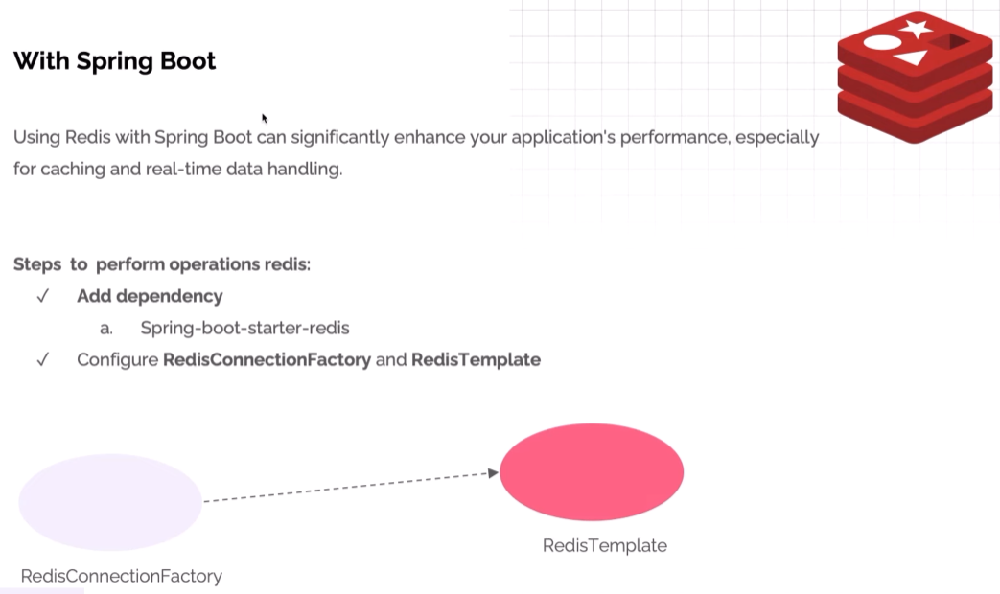 With Spring Boot
Using Redis with Spring Boot can significantly enhance your application's performance, especially
for caching and real-time data handling.
Steps to perform operations redis:
✓ Add dependency
a. Spring-boot-starter-redis
✓ Configure RedisConnectionFactory and RedisTemplate
RedisTemplate
RedisConnectionFactory